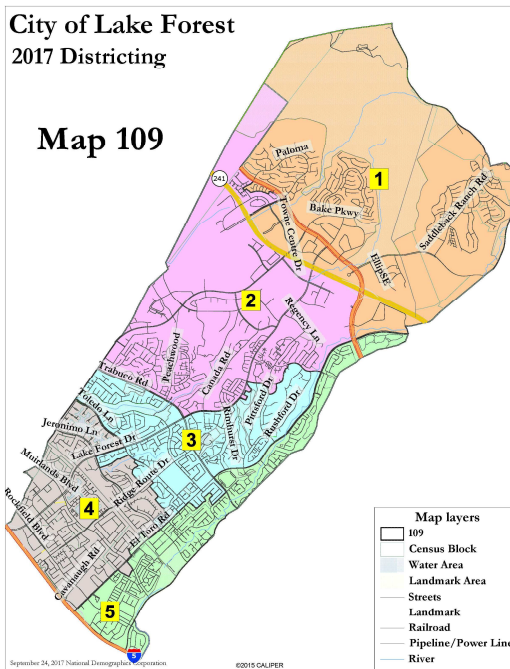 City of Lake Forest
2017 Districting
Map 109
Paloma
241
1
Bake Pkwy
Saddleback Ranch Rd
Towne Centre Dr
EllipSE
2
Regency Ln
Peachwood
Canada Rd
Trabuco Rd
Pittsford Dr
Rushford Dr
Toledo Ln
Rimhurst Dr
Jeronimo Ln
3
Lake Forest Dr
Muirlands Blvd
Ridge Route Dr
Rockfield Blvd
4
El Toro Rd
Cavanaugh Rd
5
5
Map layers
109
Census Block
Water Area
Landmark Area
Streets
Landmark
Railroad
Pipeline/Power Line
River
September 24, 2017 National Demographics Corporation
©2015 CALIPER